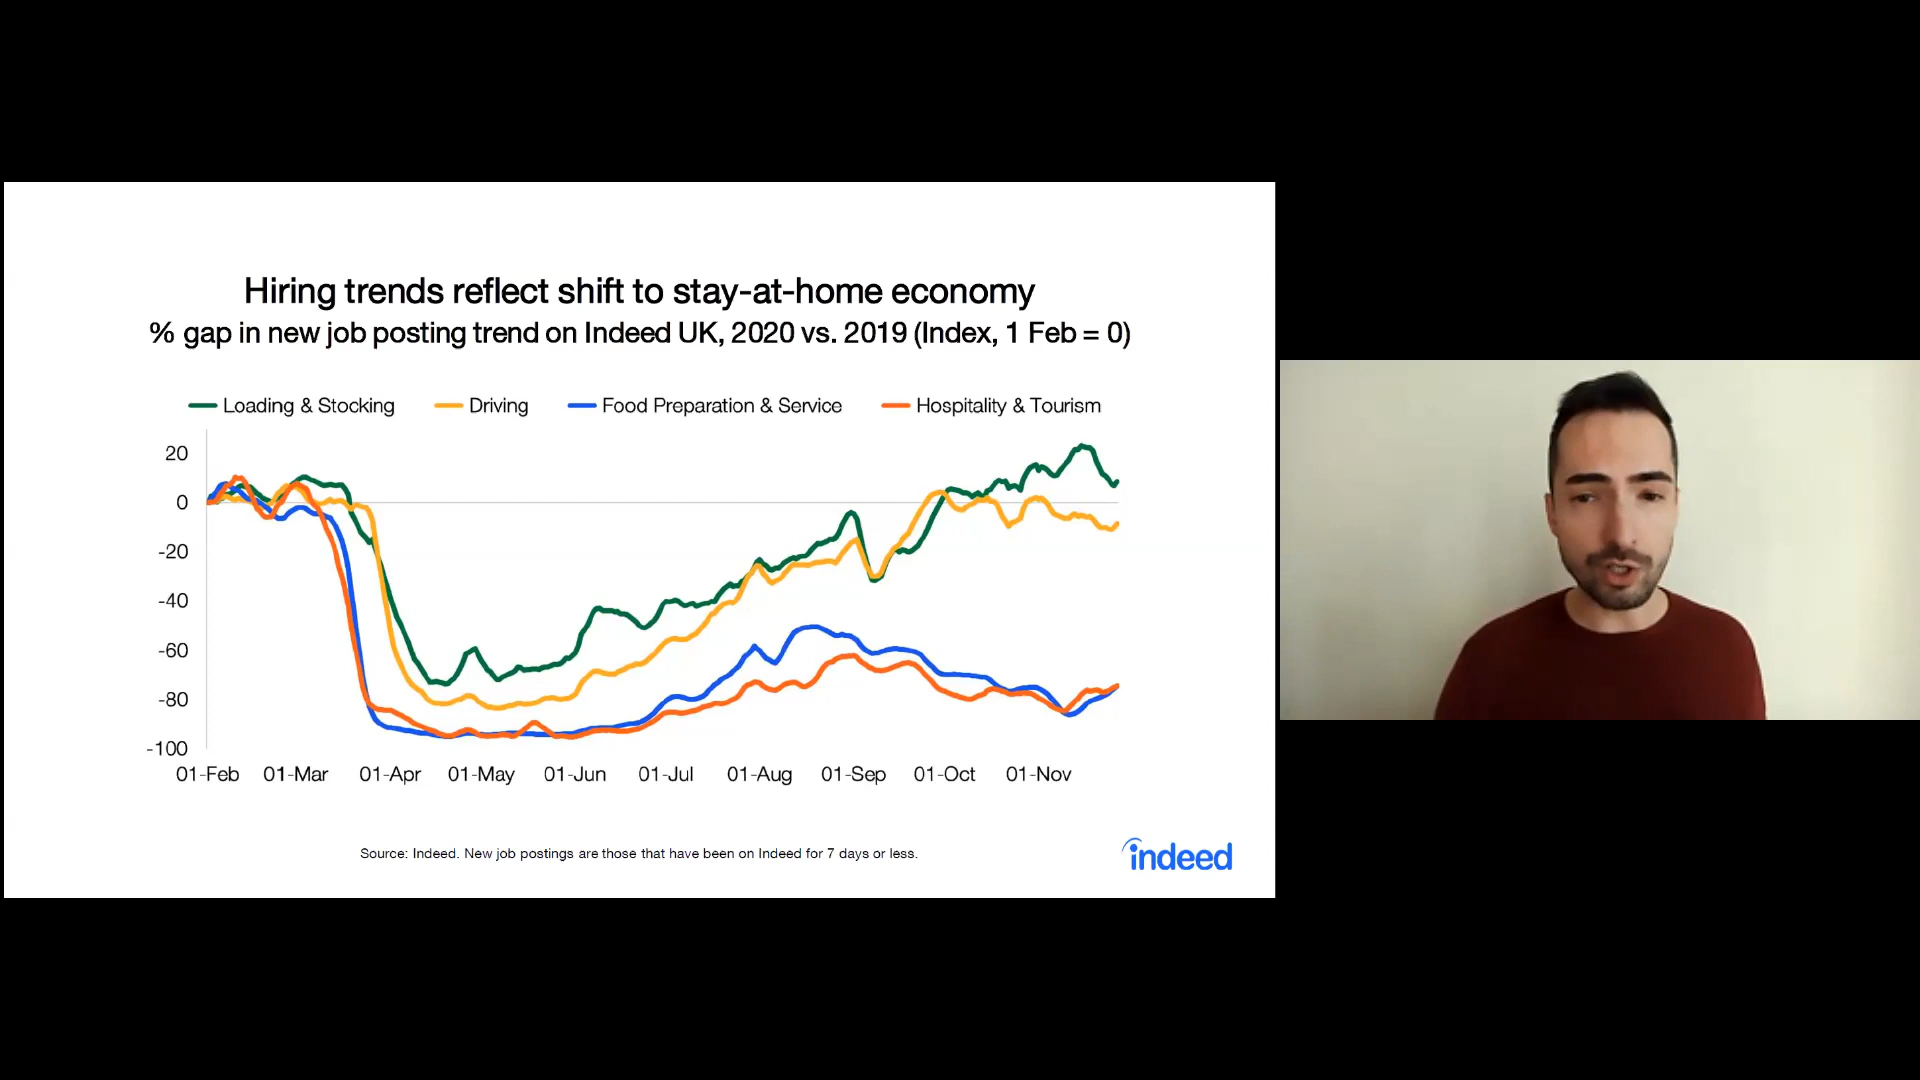 Hiring trends reflect shift to stay-at-home economy
% gap in new job posting trend on Indeed UK, 2020 vs. 2019 (Index, 1 Feb = 0)
Loading & Stocking Driving Food Preparation & Service Hospitality & Tourism
20
0
-20
-40
-60
-80
-100
01-Feb 01-Mar 01-Apr 01-May 01-Jun 01-Jul 01-Aug 01-Sep 01-Oct 01-Nov
Source: Indeed. New job postings are those that have been on Indeed for 7 days or less.
indeed